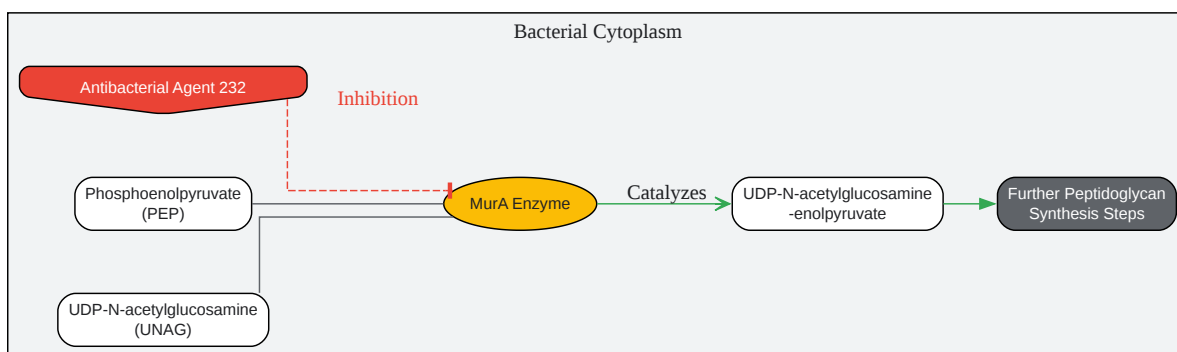 Bacterial Cytoplasm
Antibacterial Agent 232
Inhibition
Phosphoenolpyruvate
(PEP)
MurA Enzyme
Catalyzes
UDP-N-acetylglucosamine
-enolpyruvate
Further Peptidoglycan
Synthesis Steps
UDP-N-acetylglucosamine
(UNAG)